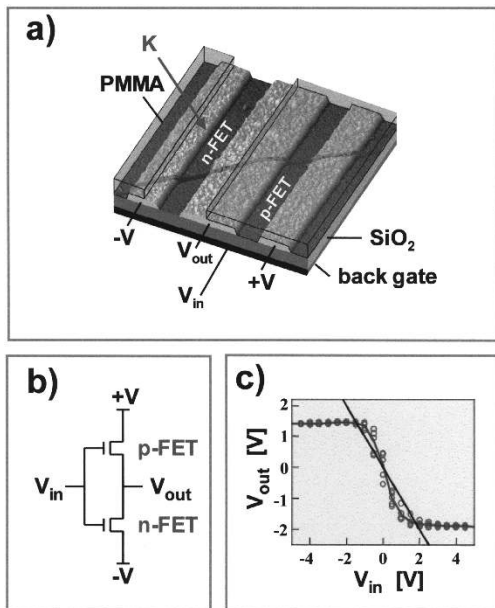 a)
K
PMMA
n-FET
p-FET
-V
V_out
V_in
+V
SiO₂
back gate
b)
+V
p-FET
V_in
V_out
n-FET
-V
c)
2
1
0
-1
-2
V_out [V]
-4 -2 0 2 4
V_in [V]